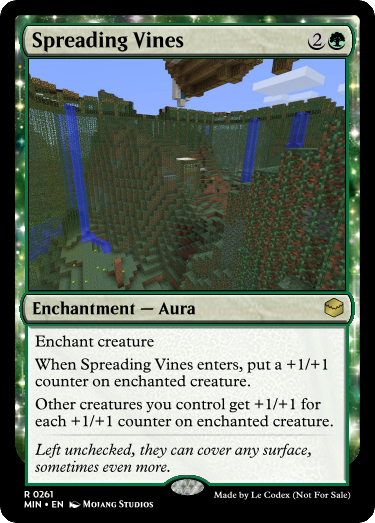 Spreading Vines 2
Enchantment — Aura
Enchant creature
When Spreading Vines enters, put a +1/+1
counter on enchanted creature.
Other creatures you control get +1/+1 for
each +1/+1 counter on enchanted creature.
Left unchecked, they can cover any surface,
sometimes even more.
R 0261
MIN • EN Mojang Studios
Made by Le Codex (Not For Sale)